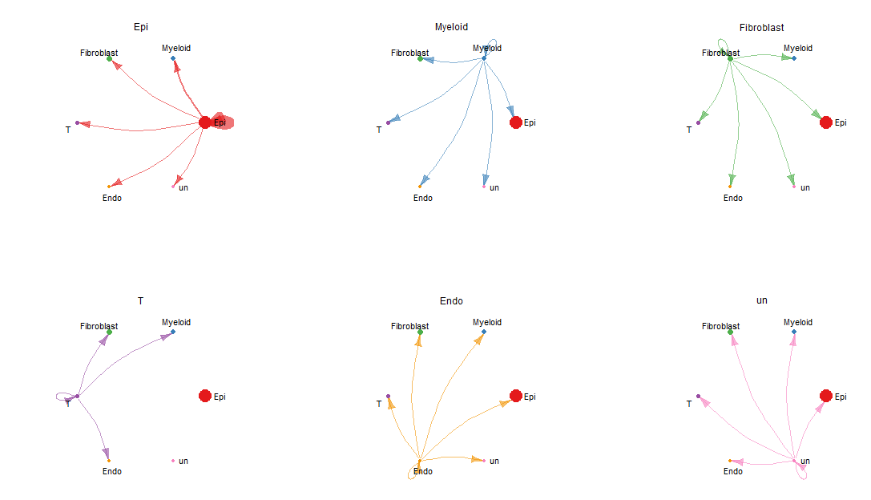 Epi
Fibroblast
Myeloid
Epi
T
un
Endo
Myeloid
Fibroblast
Myeloid
Epi
T
un
Endo
Fibroblast
Fibroblast
Myeloid
Epi
T
un
Endo
T
Fibroblast
Myeloid
Epi
T
un
Endo
Endo
Fibroblast
Myeloid
Epi
T
un
Endo
un
Fibroblast
Myeloid
Epi
T
un
Endo